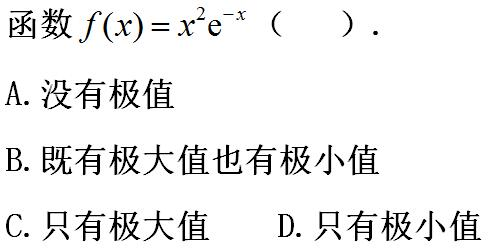 函数 f(x) = x²e⁻ˣ （　　）.
A. 没有极值
B. 既有极大值也有极小值
C. 只有极大值　　D. 只有极小值